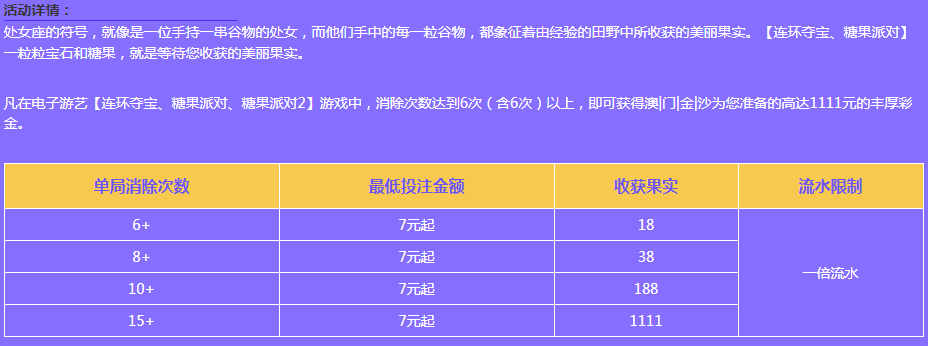 活动详情：
处女座的符号，就像是一位手持一串谷物的处女，而他们手中的每一粒谷物，都象征着由经验的田野中所收获的美丽果实。【连环夺宝、糖果派对】
一粒粒宝石和糖果，就是等待您收获的美丽果实。
凡在电子游艺【连环夺宝、糖果派对、糖果派对2】游戏中，消除次数达到6次（含6次）以上，即可获得澳|门|金|沙为您准备的高达1111元的丰厚彩
金。
单局消除次数 最低投注金额 收获果实 流水限制
6+ 7元起 18
8+ 7元起 38
一倍流水
10+ 7元起 188
15+ 7元起 1111